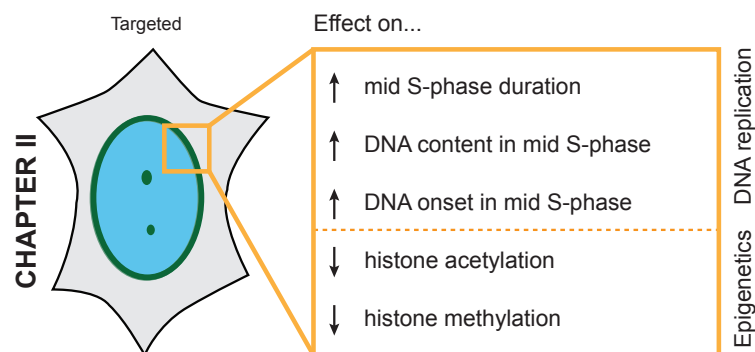 Targeted
Effect on...
CHAPTER II
mid S-phase duration
DNA content in mid S-phase
DNA onset in mid S-phase
DNA replication
histone acetylation
histone methylation
Epigenetics